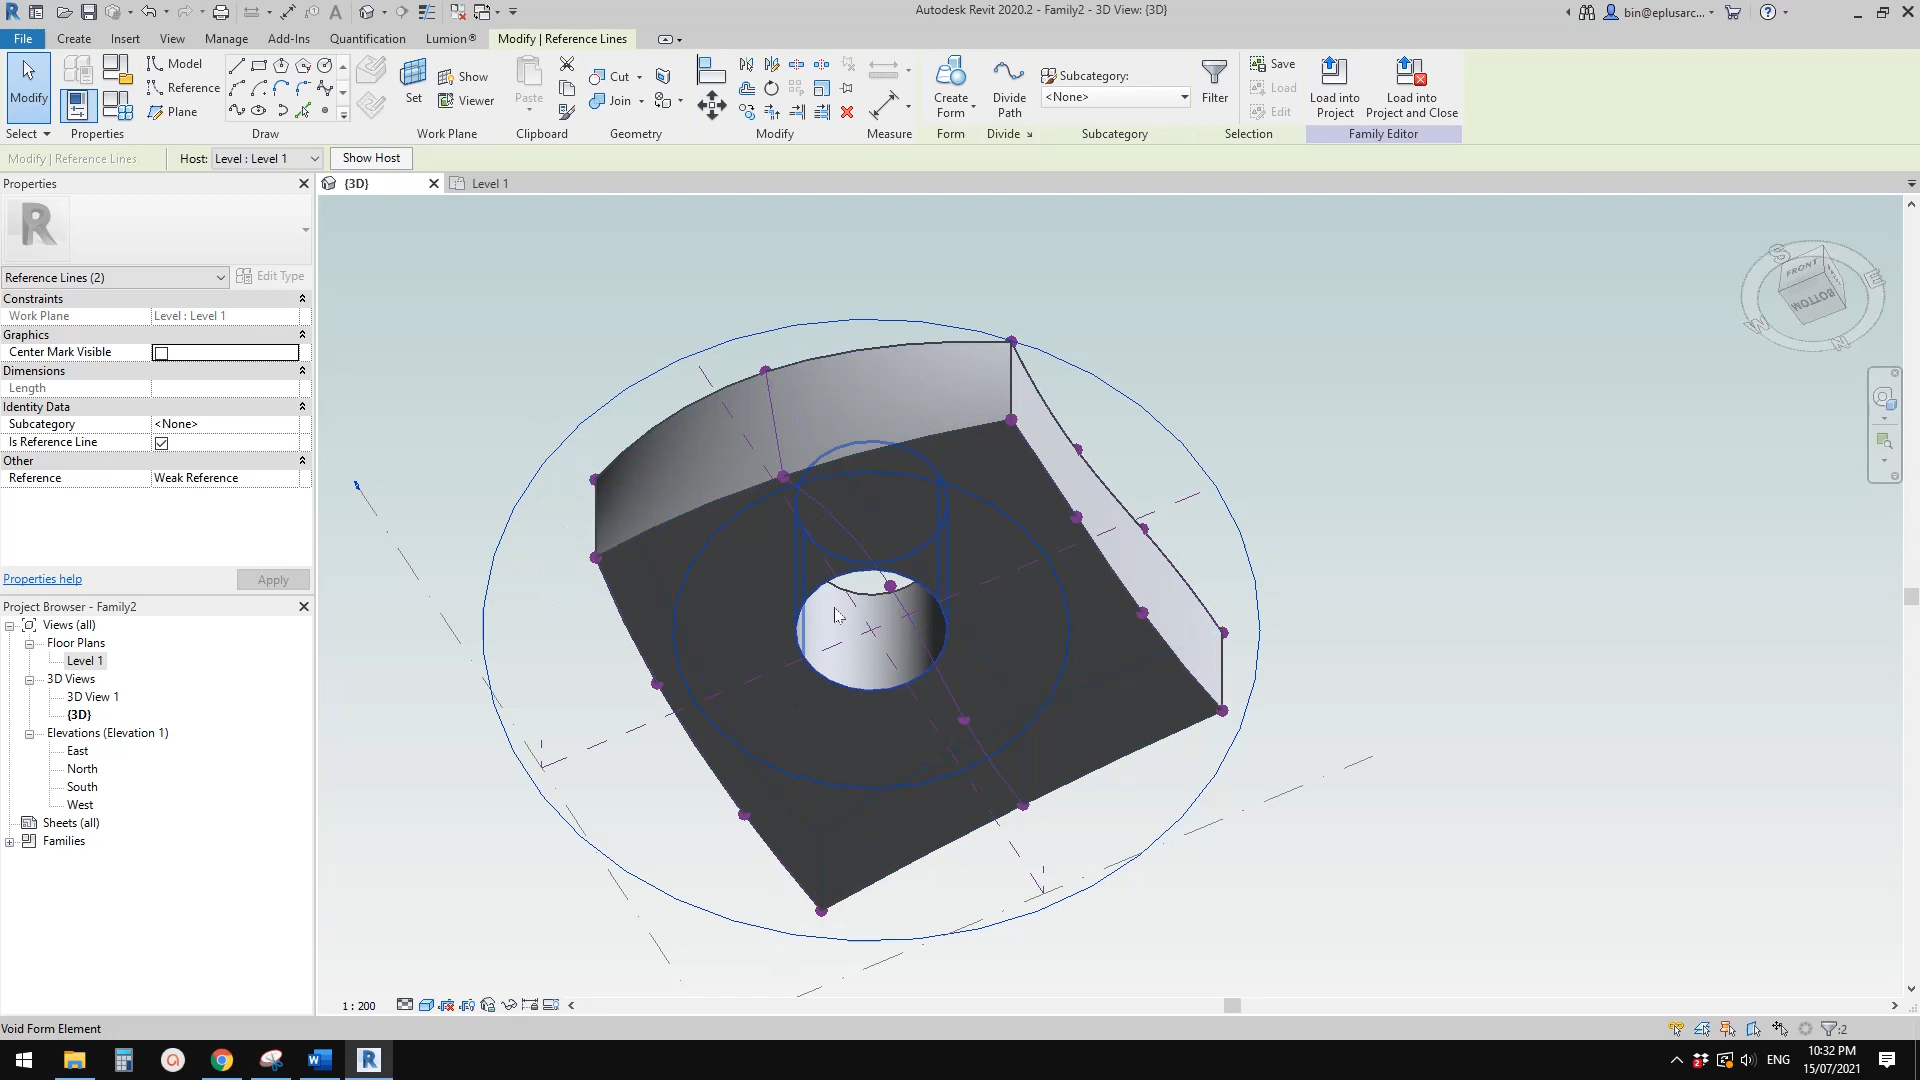 Autodesk Revit 2020.2 - Family2 - 3D View: {3D}
bin@eplusarc...
File
Create
Insert
View
Manage
Add-Ins
Quantification
Lumion®
Modify | Reference Lines
Modify
Select
Properties
Model
Reference
Plane
Draw
Set
Show
Viewer
Work Plane
Paste
Clipboard
Cut
Join
Geometry
Modify
Measure
Create
Form
Form
Divide
Path
Divide
Subcategory:
<None>
Subcategory
Filter
Save
Load
Edit
Selection
Load into
Project
Load into
Project and Close
Family Editor
Modify | Reference Lines
Host:
Level : Level 1
Show Host
Properties
{3D}
Level 1
R
Reference Lines (2)
Edit Type
Constraints
Work Plane
Level : Level 1
Graphics
Center Mark Visible
Dimensions
Length
Identity Data
Subcategory
<None>
Is Reference Line
Other
Reference
Weak Reference
Properties help
Apply
Project Browser - Family2
Views (all)
Floor Plans
Level 1
3D Views
3D View 1
{3D}
Elevations (Elevation 1)
East
North
South
West
Sheets (all)
Families
S
FRONT
E
BOTTOM
W
N
1 : 200
Void Form Element
:2
ENG
10:32 PM
15/07/2021